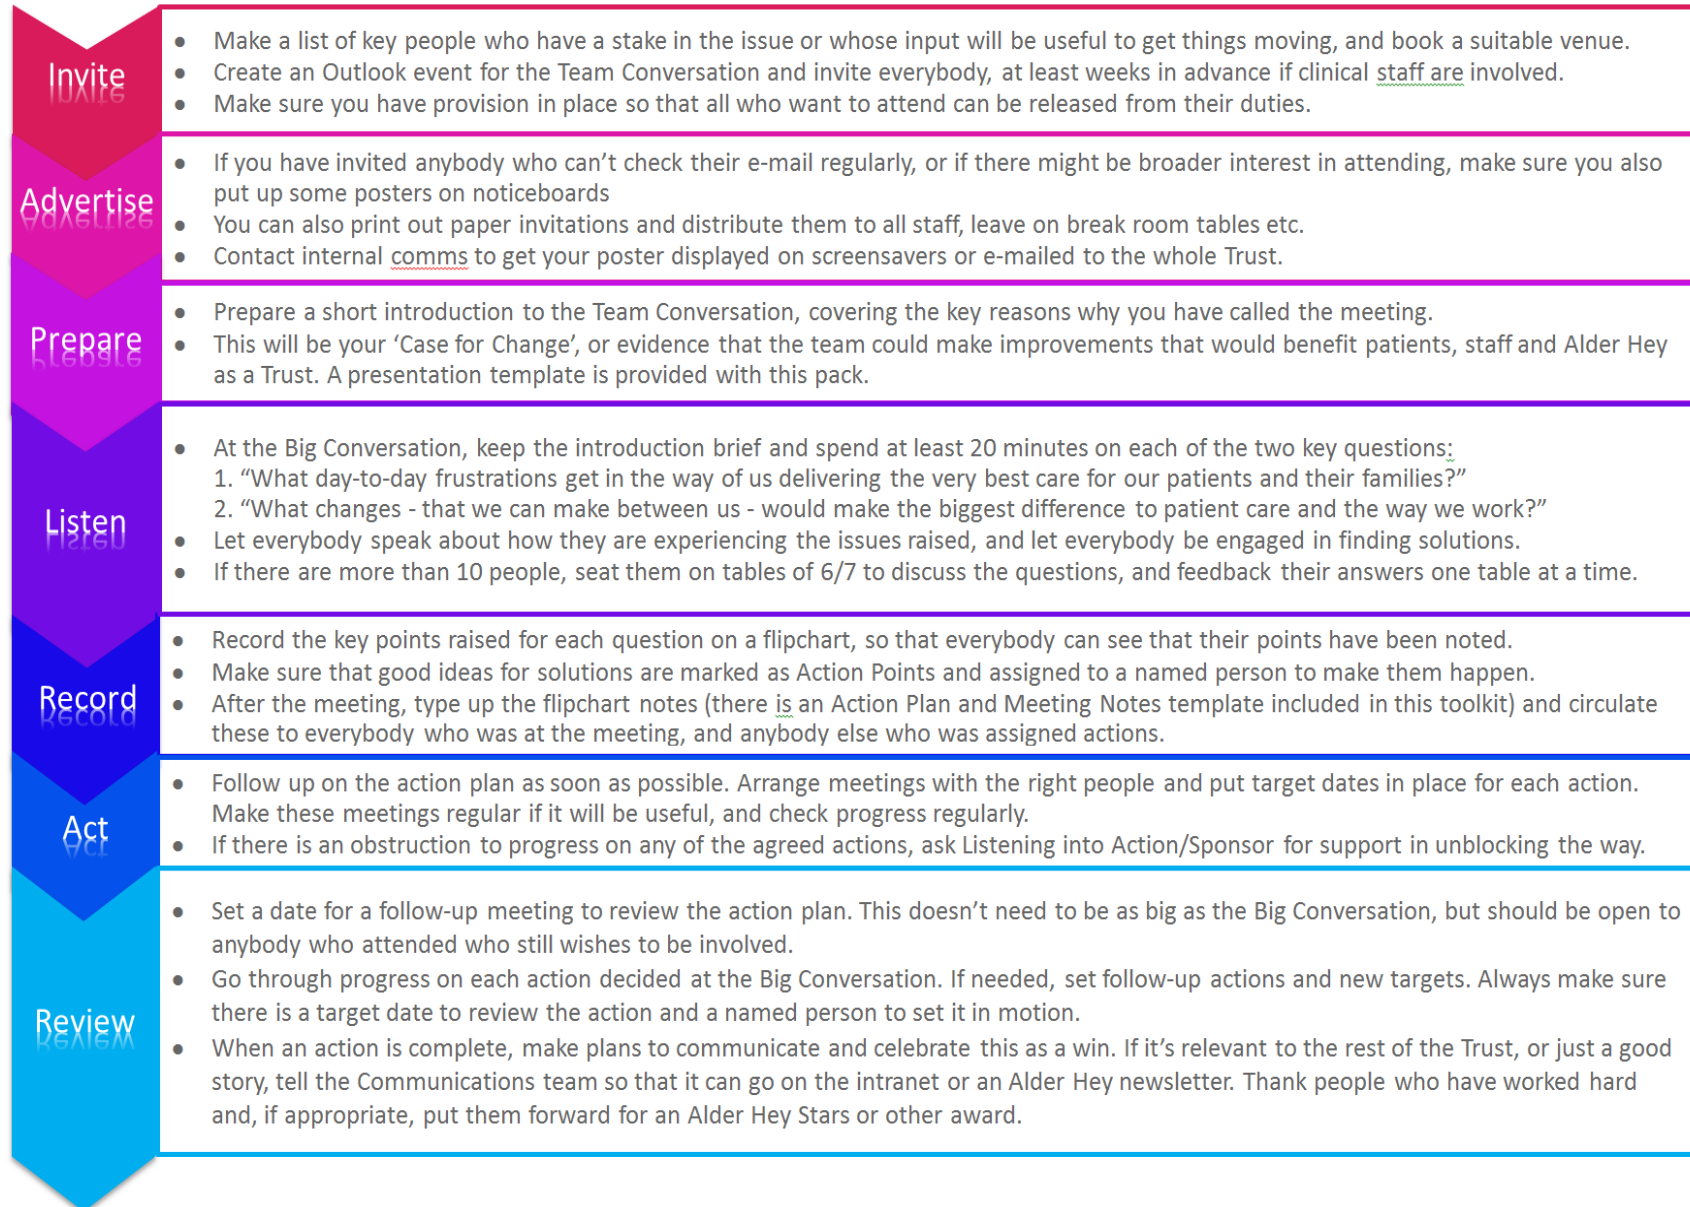 Invite
● Make a list of key people who have a stake in the issue or whose input will be useful to get things moving, and book a suitable venue.
● Create an Outlook event for the Team Conversation and invite everybody, at least weeks in advance if clinical staff are involved.
● Make sure you have provision in place so that all who want to attend can be released from their duties.
Advertise
● If you have invited anybody who can’t check their e-mail regularly, or if there might be broader interest in attending, make sure you also
put up some posters on noticeboards
● You can also print out paper invitations and distribute them to all staff, leave on break room tables etc.
● Contact internal comms to get your poster displayed on screensavers or e-mailed to the whole Trust.
Prepare
● Prepare a short introduction to the Team Conversation, covering the key reasons why you have called the meeting.
● This will be your ‘Case for Change’, or evidence that the team could make improvements that would benefit patients, staff and Alder Hey
as a Trust. A presentation template is provided with this pack.
Listen
● At the Big Conversation, keep the introduction brief and spend at least 20 minutes on each of the two key questions:
1. “What day-to-day frustrations get in the way of us delivering the very best care for our patients and their families?”
2. “What changes - that we can make between us - would make the biggest difference to patient care and the way we work?”
● Let everybody speak about how they are experiencing the issues raised, and let everybody be engaged in finding solutions.
● If there are more than 10 people, seat them on tables of 6/7 to discuss the questions, and feedback their answers one table at a time.
Record
● Record the key points raised for each question on a flipchart, so that everybody can see that their points have been noted.
● Make sure that good ideas for solutions are marked as Action Points and assigned to a named person to make them happen.
● After the meeting, type up the flipchart notes (there is an Action Plan and Meeting Notes template included in this toolkit) and circulate
these to everybody who was at the meeting, and anybody else who was assigned actions.
Act
● Follow up on the action plan as soon as possible. Arrange meetings with the right people and put target dates in place for each action.
Make these meetings regular if it will be useful, and check progress regularly.
● If there is an obstruction to progress on any of the agreed actions, ask Listening into Action/Sponsor for support in unblocking the way.
Review
● Set a date for a follow-up meeting to review the action plan. This doesn’t need to be as big as the Big Conversation, but should be open to
anybody who attended who still wishes to be involved.
● Go through progress on each action decided at the Big Conversation. If needed, set follow-up actions and new targets. Always make sure
there is a target date to review the action and a named person to set it in motion.
● When an action is complete, make plans to communicate and celebrate this as a win. If it’s relevant to the rest of the Trust, or just a good
story, tell the Communications team so that it can go on the intranet or an Alder Hey newsletter. Thank people who have worked hard
and, if appropriate, put them forward for an Alder Hey Stars or other award.